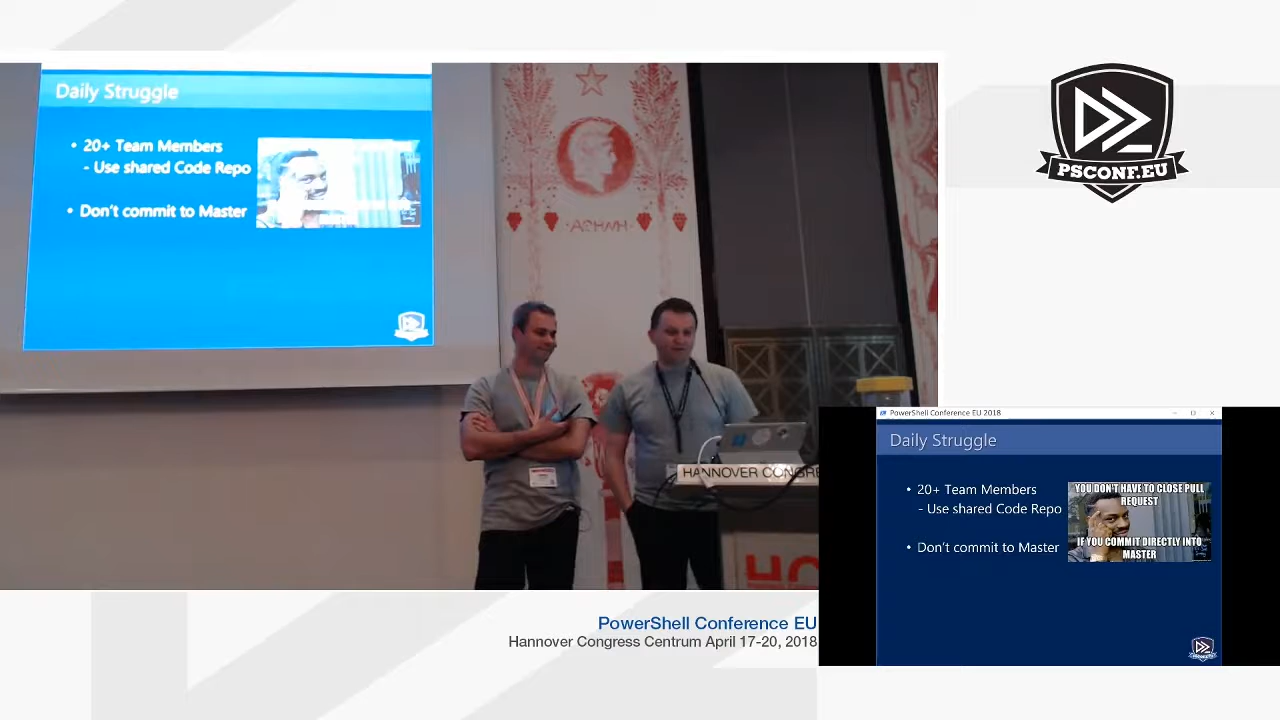 Daily Struggle
• 20+ Team Members
- Use shared Code Repo
• Don't commit to Master
PSCONF.EU
HANNOVER CONGRE
PowerShell Conference EU 2018
Daily Struggle
• 20+ Team Members
- Use shared Code Repo
• Don't commit to Master
YOU DON'T HAVE TO CLOSE PULL
REQUEST
IF YOU COMMIT DIRECTLY INTO
MASTER
PowerShell Conference EU
Hannover Congress Centrum April 17-20, 2018